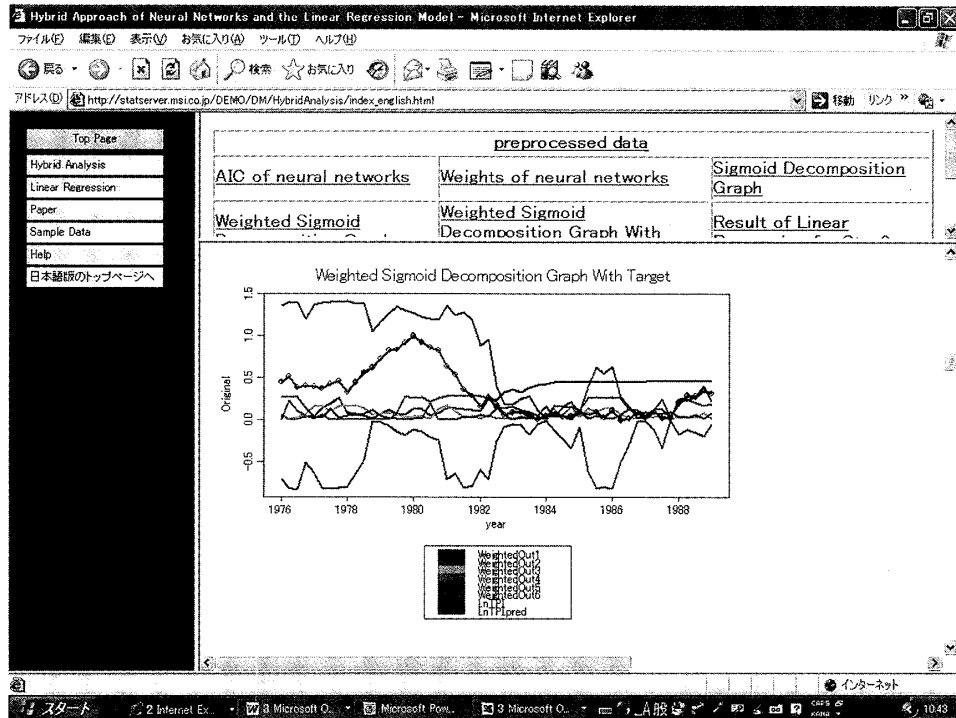 Hybrid Approach of Neural Networks and the Linear Regression Model - Microsoft Internet Explorer
ファイル(F) 編集(E) 表示(V) お気に入り(A) ツール(T) ヘルプ(H)
戻る 検索 お気に入り
アドレス(D) http://statserver.msi.co.jp/DEMO/DM/HybridAnalysis/index_english.html 移動 リンク »
Top Page
Hybrid Analysis
Linear Regression
Paper
Sample Data
Help
日本語版のトップページへ
preprocessed data
AIC of neural networks Weights of neural networks Sigmoid Decomposition Graph
Weighted Sigmoid Weighted Sigmoid Decomposition Graph With Result of Linear
Weighted Sigmoid Decomposition Graph With Target
Original
1.5
1.0
0.5
0.0
-0.5
1976 1978 1980 1982 1984 1986 1988
year
WeightedOut1
WeightedOut2
WeightedOut3
WeightedOut4
WeightedOut5
WeightedOut6
LnTPI
LnTPIpred
インターネット
スタート 2 Internet Ex... 3 Microsoft O... Microsoft Pow... 3 Microsoft O... A般 CAPS KANA 10:43